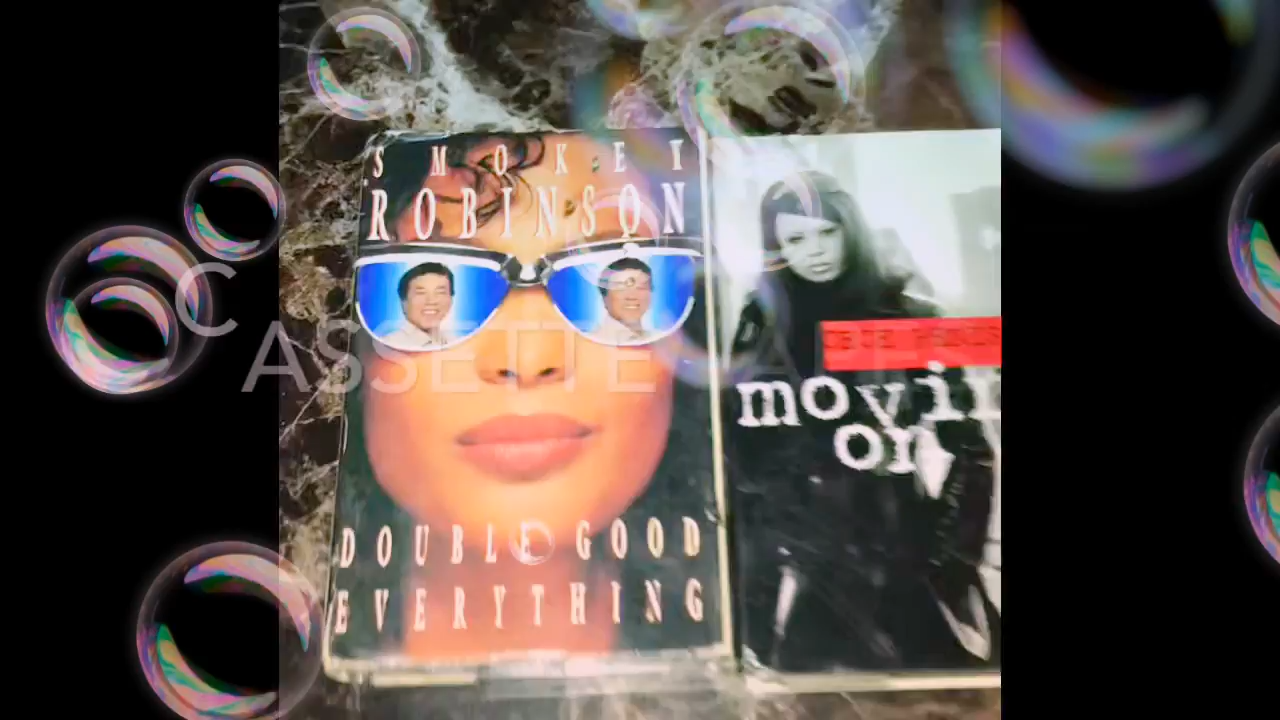 SMOKEY
ROBINSON
DOUBLE GOOD
EVERYTHING
movin
on
CASSETTE